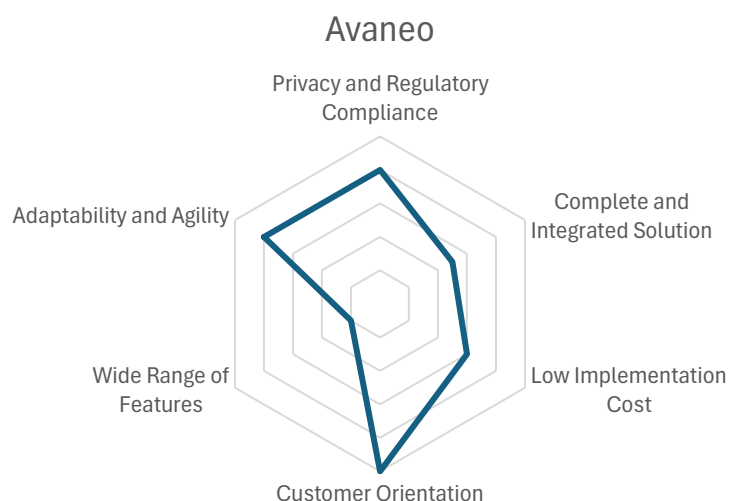 Avaneo
Privacy and Regulatory
Compliance
Complete and
Integrated Solution
Low Implementation
Cost
Customer Orientation
Wide Range of
Features
Adaptability and Agility